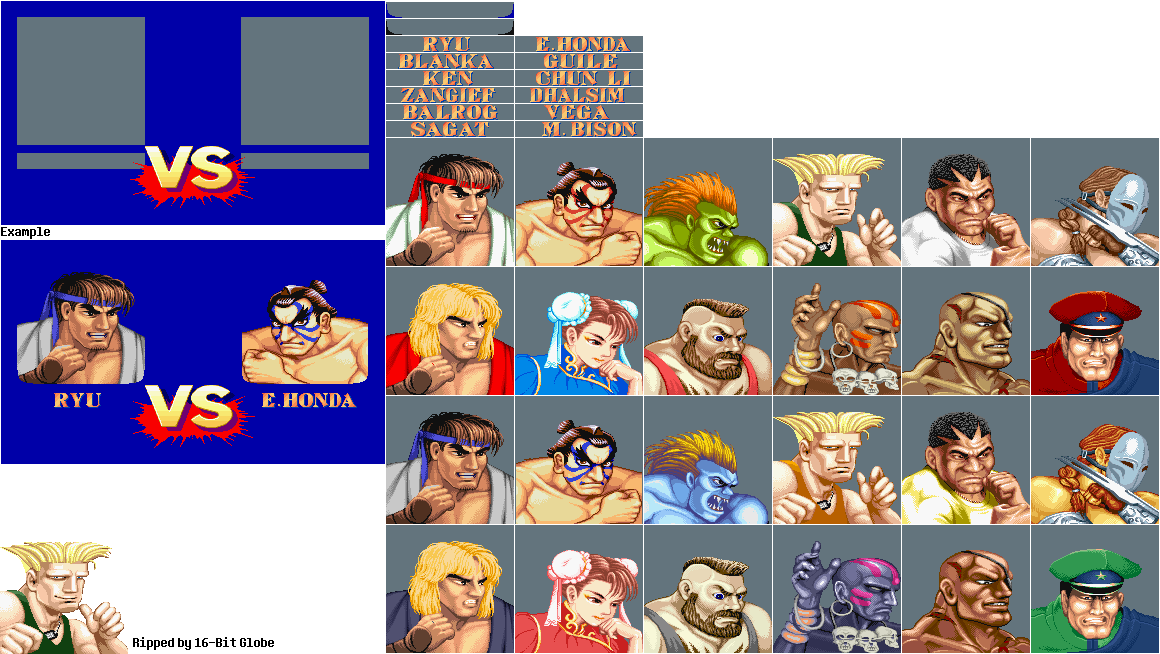 VS
Example
RYU
E.HONDA
VS
RYU E.HONDA
BLANKA GUILE
KEN CHUN LI
ZANGIEF DHALSIM
BALROG VEGA
SAGAT M.BISON
Ripped by 16-Bit Globe